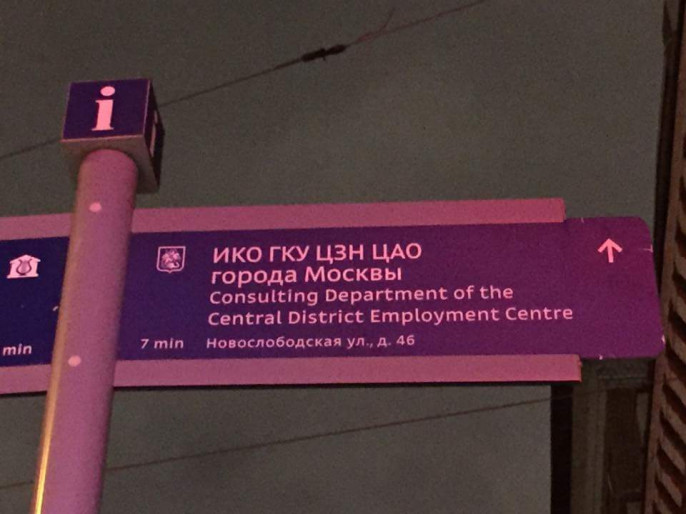 i
ИКО ГКУ ЦЗН ЦАО
города Москвы
Consulting Department of the
Central District Employment Centre
min
7 min
Новослободская ул., д. 46